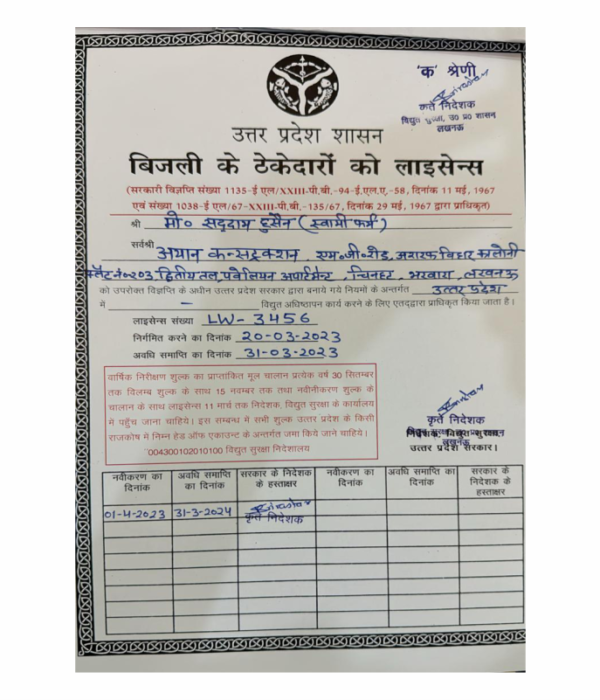 'क' श्रेणी
कृते निदेशक
विद्युत सुरक्षा, उ0 प्र0 शासन
लखनऊ
उत्तर प्रदेश शासन
बिजली के ठेकेदारों को लाइसेन्स
(सरकारी विज्ञप्ति संख्या 1135-ई एल/XXIII-पी.बी.,-94-ई.एल.ए.,-58, दिनांक 11 मई, 1967
एवं संख्या 1038-ई एल/67-XXIII-पी.बी.,-135/67, दिनांक 29 मई, 1967 द्वारा प्राधिकृत)
श्री मो० सद्दाम हुसैन (स्वामी फर्म)
सर्वश्री अयान कन्सट्रक्शन, एम.जी.रोड, अशरफ विहार कालोनी
फ्लैट नं०203 द्वितीय तल, पवेलियन अपार्टमेन्ट, चिनहट, भरवारा, लखनऊ
को उपरोक्त विज्ञप्ति के अधीन उत्तर प्रदेश सरकार द्वारा बनाये गये नियमो के अन्तर्गत उत्तर प्रदेश
में – विद्युत अधिष्ठापन कार्य करने के लिए एतद्द्वारा प्राधिकृत किया जाता है।
लाइसेन्स संख्या LW-3456
निर्गमित करने का दिनांक 20-03-2023
अवधि समाप्ति का दिनांक 31-03-2023
वार्षिक निरीक्षण शुल्क का प्राप्तांकित मूल चालान प्रत्येक वर्ष 30 सितम्बर
तक विलम्ब शुल्क के साथ 15 नवम्बर तक तथा नवीनीकरण शुल्क के
चालान के साथ लाइसेन्स 11 मार्च तक निदेशक, विद्युत सुरक्षा के कार्यालय
में पहुँच जाना चाहिये। इस सम्बन्ध में सभी शुल्क उत्तर प्रदेश के किसी
राजकोष में निम्न हेड ऑफ एकाउन्ट के अन्तर्गत जमा किये जाने चाहिये।
004300102010100 विद्युत सुरक्षा निदेशालय
कृते निदेशक
निदेशक विद्युत सुरक्षा
लखनऊ
उत्तर प्रदेश सरकार।
नवीकरण का दिनांक अवधि समाप्ति का दिनांक सरकार के निदेशक के हस्ताक्षर नवीकरण का दिनांक अवधि समाप्ति का दिनांक सरकार के निदेशक के हस्ताक्षर
01-4-2023 31-3-2024 कृते निदेशक